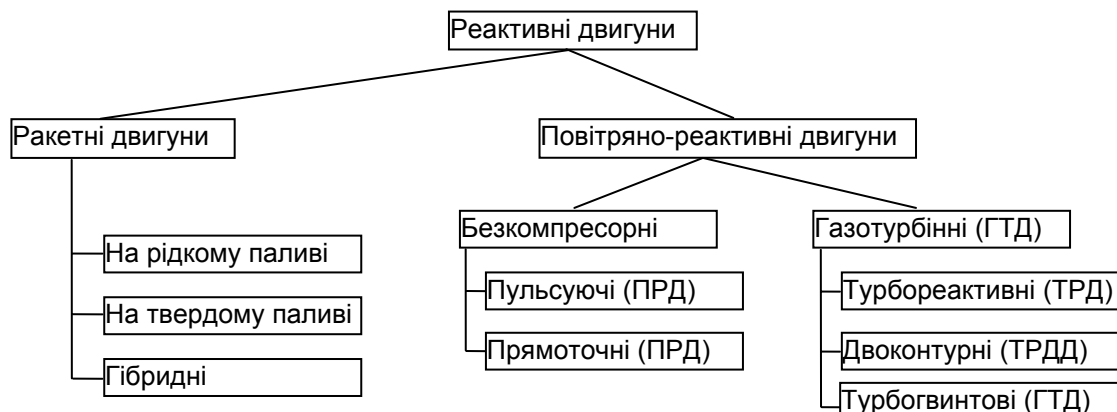 Реактивні двигуни
Ракетні двигуни
Повітряно-реактивні двигуни
Безкомпресорні
Газотурбінні (ГТД)
На рідкому паливі
Пульсуючі (ПРД)
Турбореактивні (ТРД)
На твердому паливі
Прямоточні (ПРД)
Двоконтурні (ТРДД)
Гібридні
Турбогвинтові (ГТД)